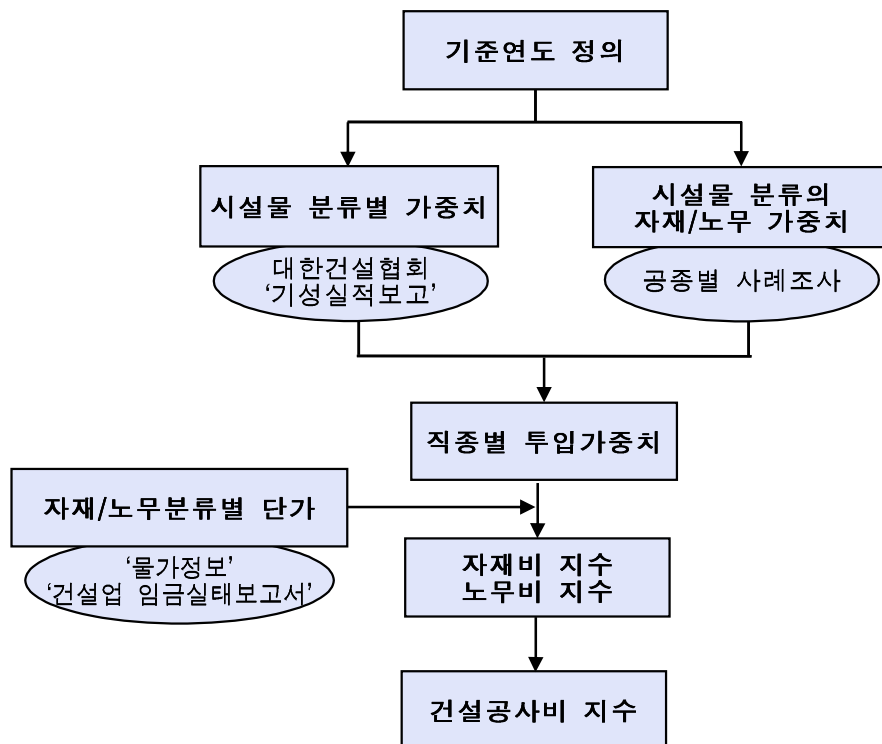 기준연도 정의
시설물 분류별 가중치
대한건설협회
‘기성실적보고’
시설물 분류의
자재/노무 가중치
공종별 사례조사
직종별 투입가중치
자재/노무분류별 단가
‘물가정보’
‘건설업 임금실태보고서’
자재비 지수
노무비 지수
건설공사비 지수